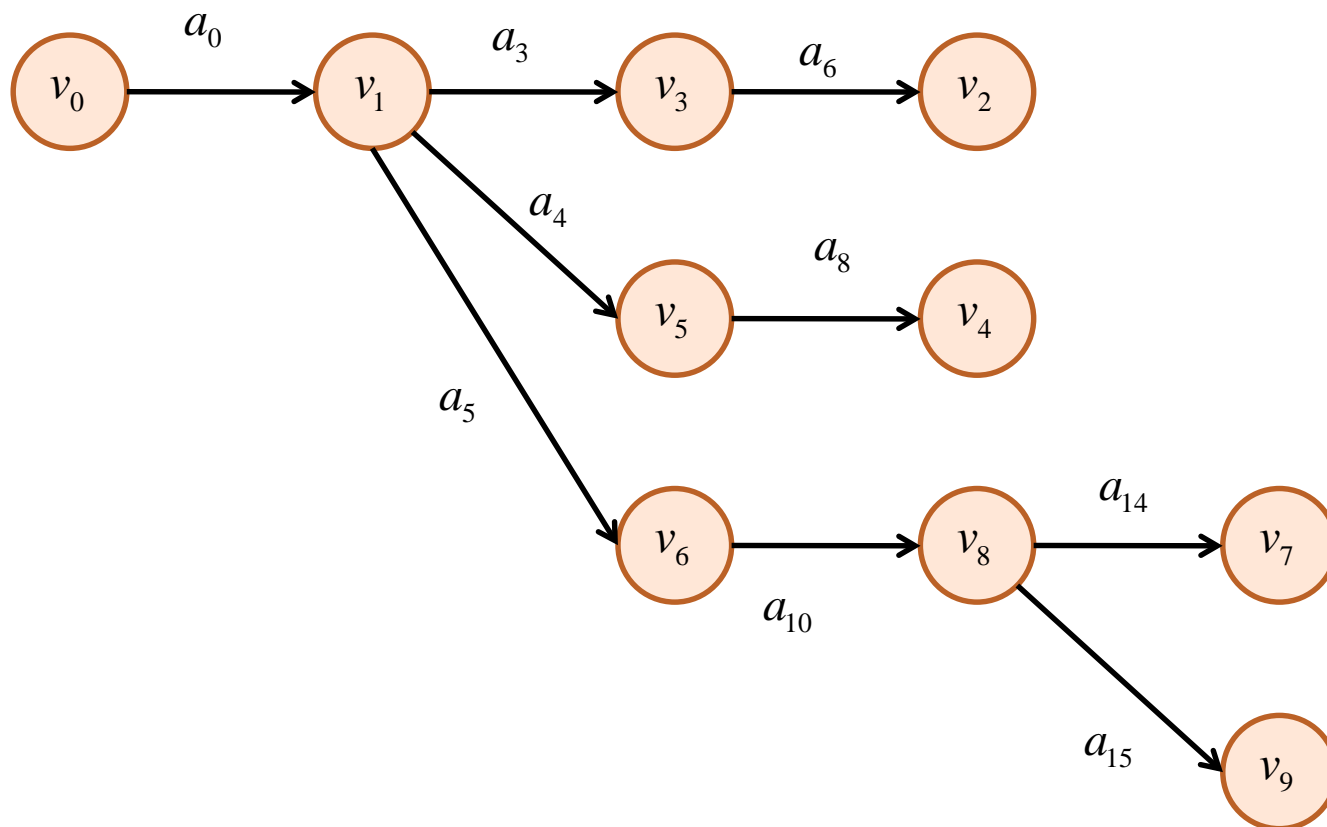 a₀ a₃ a₆
v₀ v₁ v₃ v₂
a₄ a₈
v₅ v₄
a₅
a₁₄
v₆ v₈ v₇
a₁₀
a₁₅
v₉